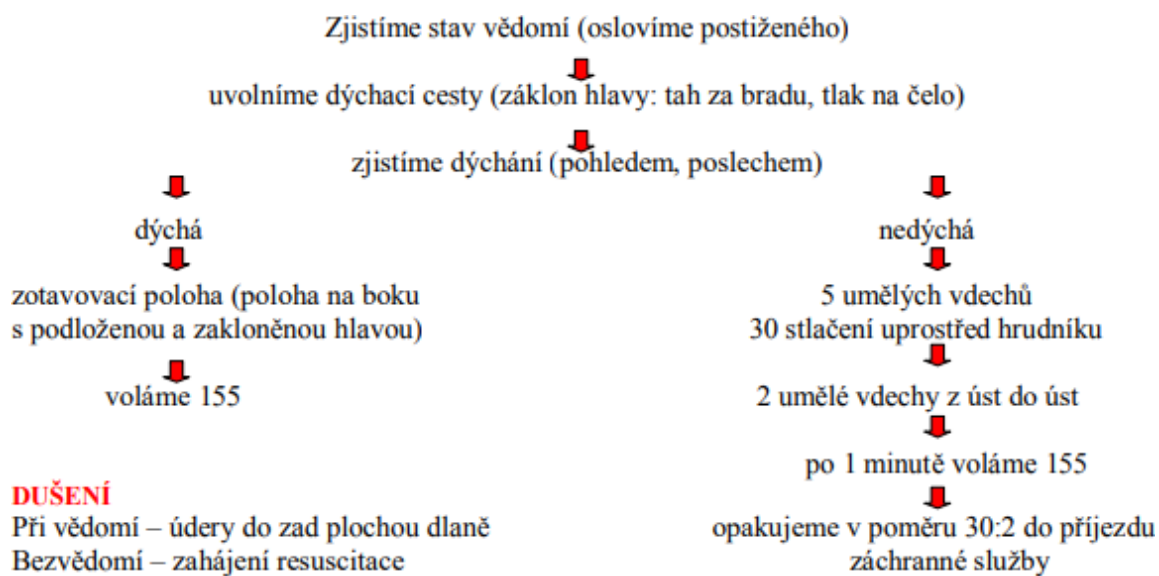 Zjistíme stav vědomí (oslovíme postiženého)
uvolníme dýchací cesty (záklon hlavy: tah za bradu, tlak na čelo)
zjistíme dýchání (pohledem, poslechem)
dýchá
zotavovací poloha (poloha na boku
s podloženou a zakloněnou hlavou)
voláme 155
nedýchá
5 umělých vdechů
30 stlačení uprostřed hrudníku
2 umělé vdechy z úst do úst
po 1 minutě voláme 155
opakujeme v poměru 30:2 do příjezdu
záchranné služby
DUŠENÍ
Při vědomí – údery do zad plochou dlaně
Bezvědomí – zahájení resuscitace